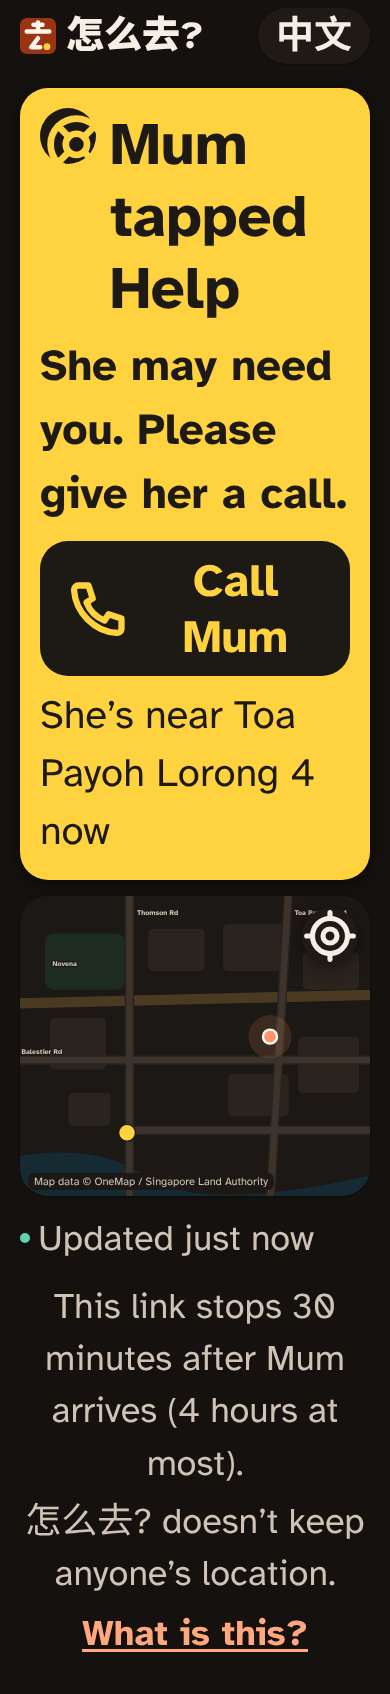 怎么去?
中文
Mum
tapped
Help
She may need
you. Please
give her a call.
Call
Mum
She’s near Toa
Payoh Lorong 4
now
Thomson Rd
Novena
Balestier Rd
Map data © OneMap / Singapore Land Authority
Updated just now
This link stops 30
minutes after Mum
arrives (4 hours at
most).
怎么去? doesn’t keep
anyone’s location.
What is this?